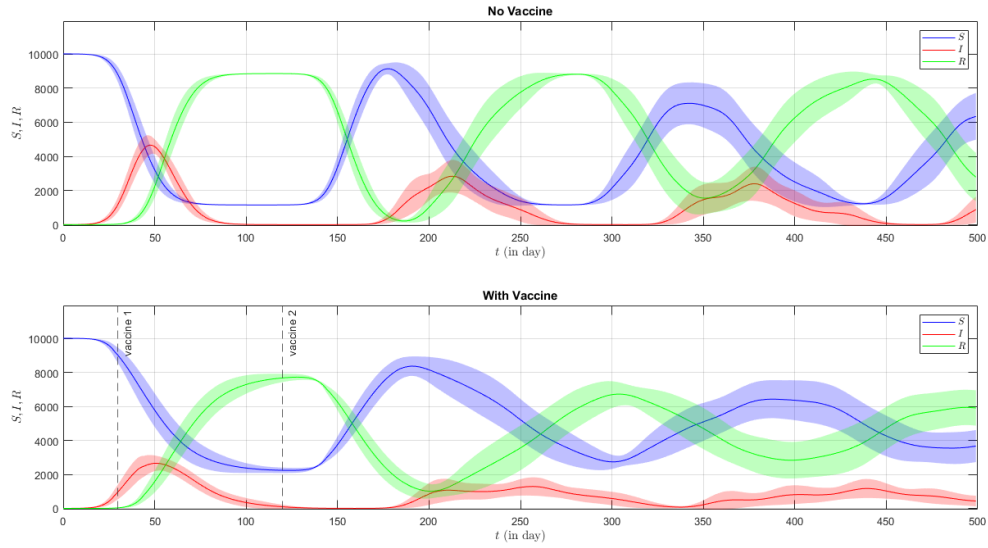 No Vaccine
S, I, R
10000
8000
6000
4000
2000
0
0 50 100 150 200 250 300 350 400 450 500
t (in day)
S
I
R
With Vaccine
S, I, R
10000
8000
6000
4000
2000
0
0 50 100 150 200 250 300 350 400 450 500
t (in day)
vaccine 1
vaccine 2
S
I
R